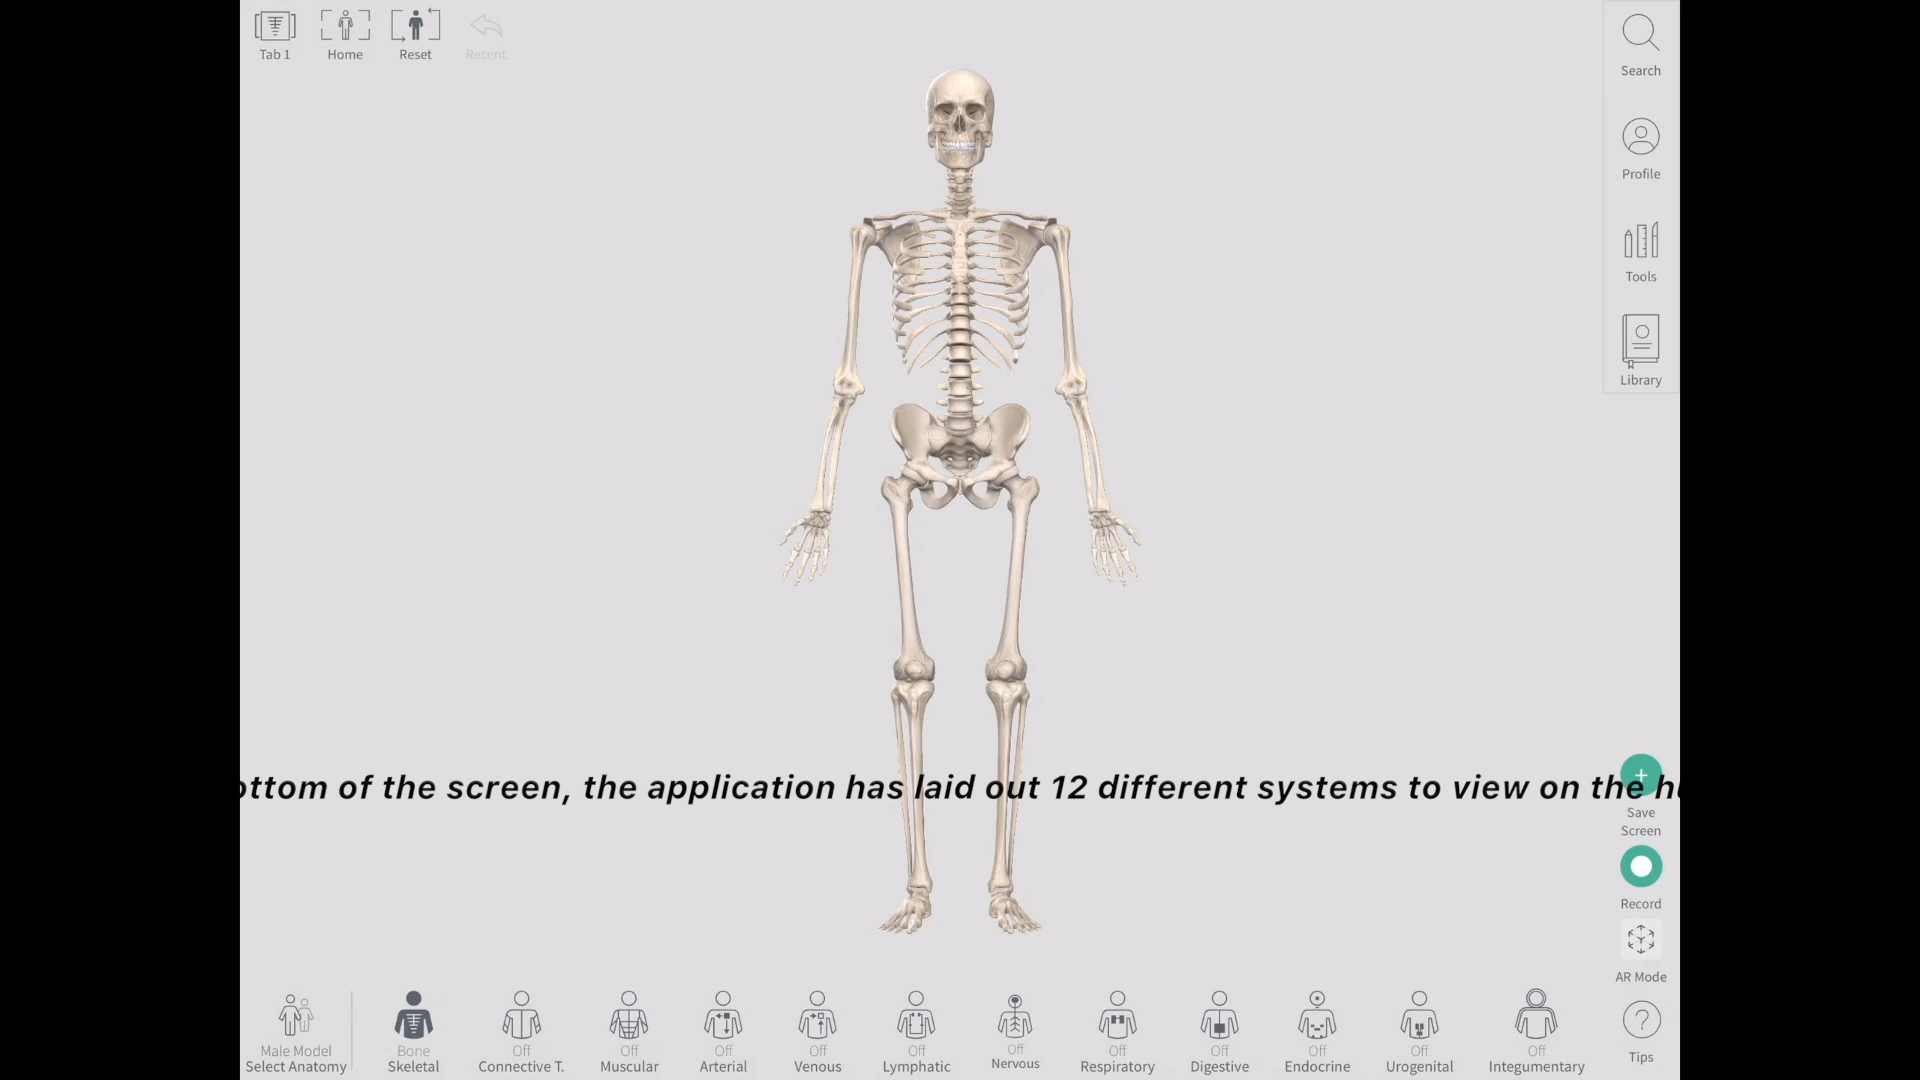 Tab 1
Home
Reset
Recent
Search
Profile
Tools
Library
of the screen, the application has laid out 12 different systems to view on the
Save
Screen
Record
AR Mode
Tips
Male Model
Select Anatomy
Bone
Skeletal
Off
Connective T.
Off
Muscular
Off
Arterial
Off
Venous
Off
Lymphatic
Off
Nervous
Off
Respiratory
Off
Digestive
Off
Endocrine
Off
Urogenital
Off
Integumentary